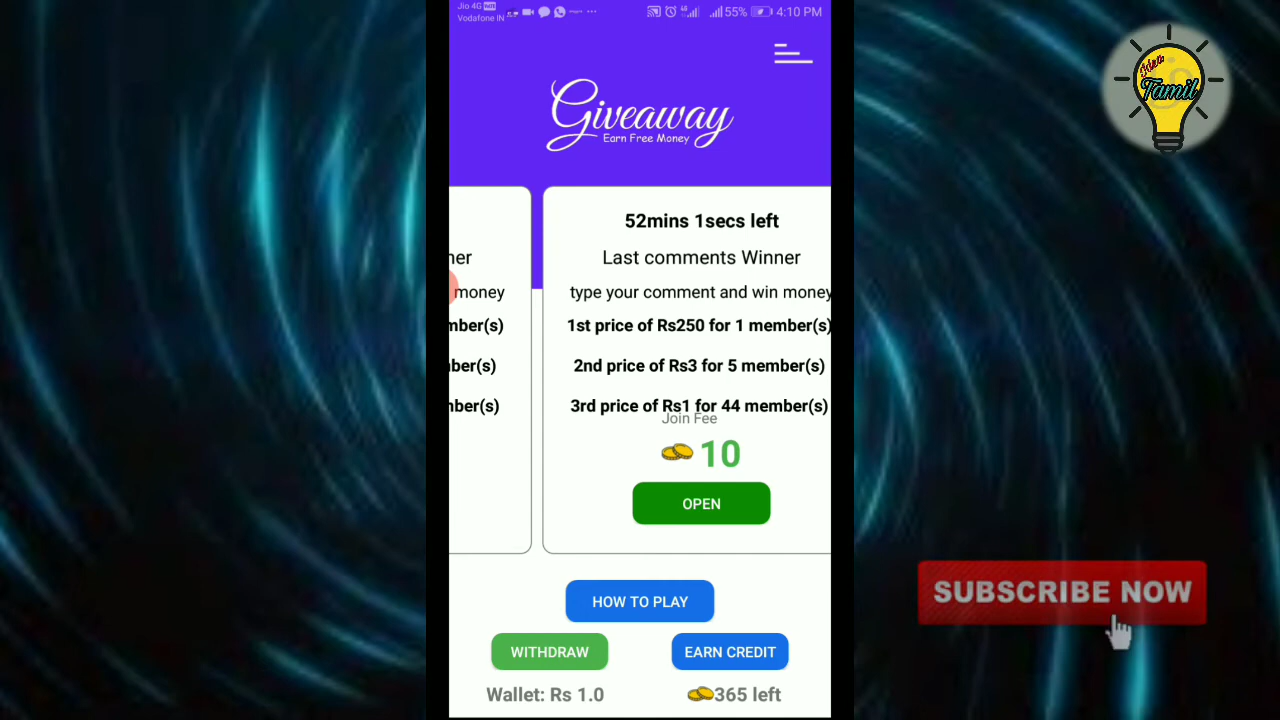 Jio 4G VoLTE
Vodafone IN
55%
4:10 PM
Idea
Tamil
Giveaway
Earn Free Money
52mins 1secs left
ner
Last comments Winner
money
type your comment and win money
mber(s)
1st price of Rs250 for 1 member(s)
ber(s)
2nd price of Rs3 for 5 member(s)
nber(s)
3rd price of Rs1 for 44 member(s)
Join Fee
10
OPEN
HOW TO PLAY
SUBSCRIBE NOW
WITHDRAW
EARN CREDIT
Wallet: Rs 1.0
365 left